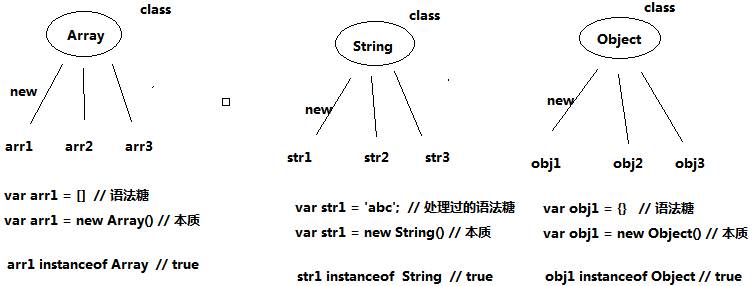 class
Array
new
arr1 arr2 arr3
var arr1 = [] // 语法糖
var arr1 = new Array() // 本质
arr1 instanceof Array // true
class
String
new
str1 str2 str3
var str1 = 'abc'; // 处理过的语法糖
var str1 = new String() // 本质
str1 instanceof String // true
class
Object
new
obj1 obj2 obj3
var obj1 = {} // 语法糖
var obj1 = new Object() // 本质
obj1 instanceof Object // true